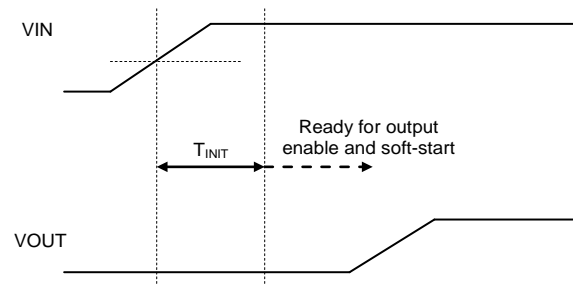 VIN
Ready for output
enable and soft-start
TINIT
VOUT